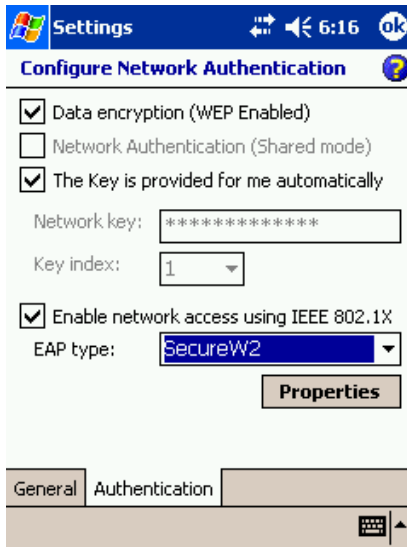 Settings 6:16 ok
Configure Network Authentication ?
Data encryption (WEP Enabled)
Network Authentication (Shared mode)
The Key is provided for me automatically
Network key: *************
Key index: 1
Enable network access using IEEE 802.1X
EAP type: SecureW2
Properties
General Authentication